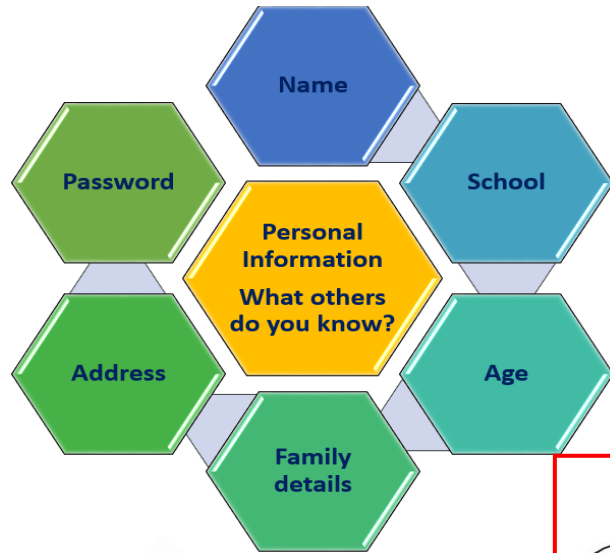 Name
School
Age
Family
details
Address
Password
Personal
Information
What others
do you know?